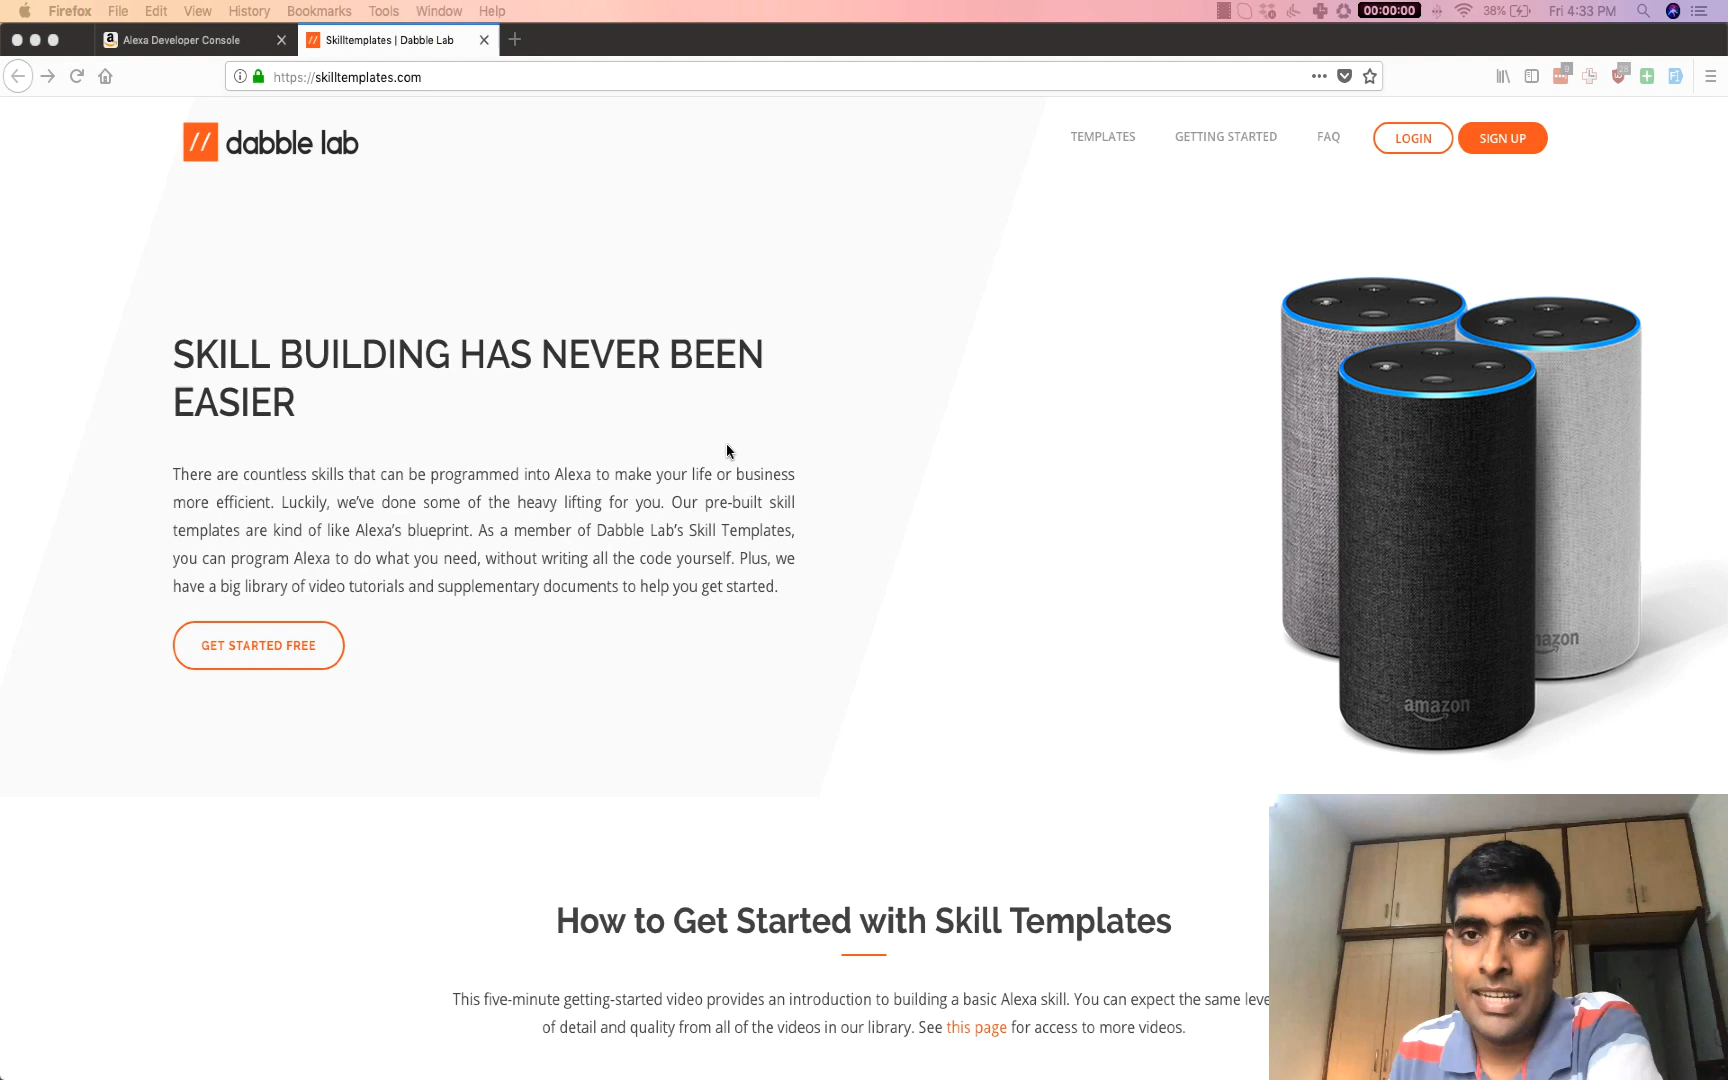 Firefox File Edit View History Bookmarks Tools Window Help 00:00:00 38% Fri 4:33 PM
Alexa Developer Console Skilltemplates | Dabble Lab
https://skilltemplates.com
dabble lab
TEMPLATES GETTING STARTED FAQ LOGIN SIGN UP
SKILL BUILDING HAS NEVER BEEN
EASIER
There are countless skills that can be programmed into Alexa to make your life or business
more efficient. Luckily, we've done some of the heavy lifting for you. Our pre-built skill
templates are kind of like Alexa's blueprint. As a member of Dabble Lab's Skill Templates,
you can program Alexa to do what you need, without writing all the code yourself. Plus, we
have a big library of video tutorials and supplementary documents to help you get started.
GET STARTED FREE
amazon
How to Get Started with Skill Templates
This five-minute getting-started video provides an introduction to building a basic Alexa skill. You can expect the same leve
of detail and quality from all of the videos in our library. See this page for access to more videos.